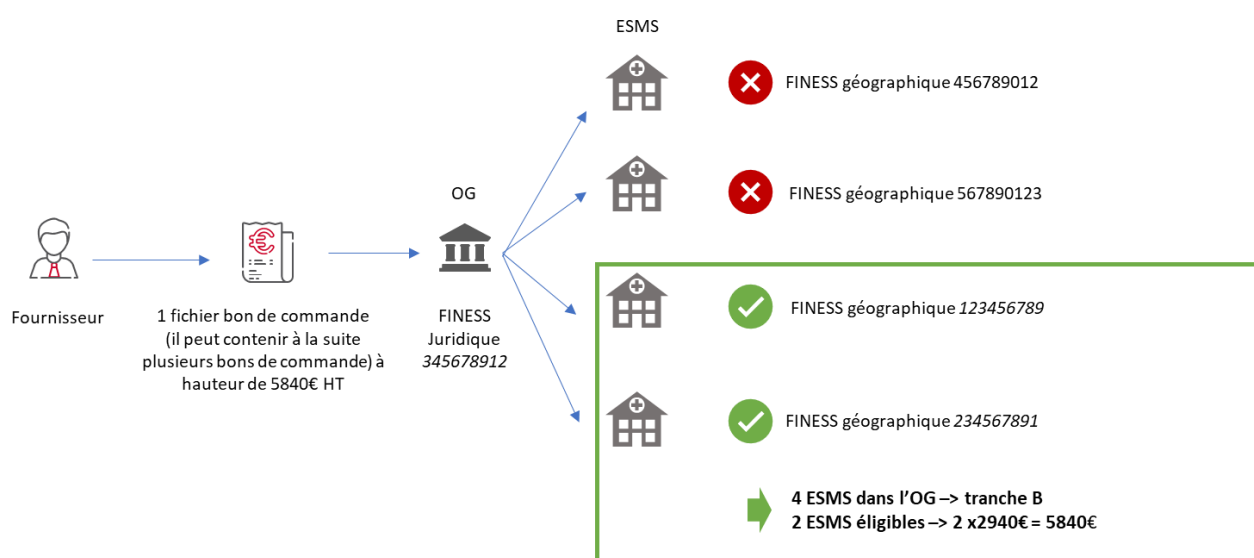 ESMS
FINESS géographique 456789012
OG
FINESS géographique 567890123
Fournisseur
1 fichier bon de commande
(il peut contenir à la suite
plusieurs bons de commande) à
hauteur de 5840€ HT
FINESS
Juridique
345678912
FINESS géographique 123456789
FINESS géographique 234567891
4 ESMS dans l’OG –> tranche B
2 ESMS éligibles –> 2 x2940€ = 5840€